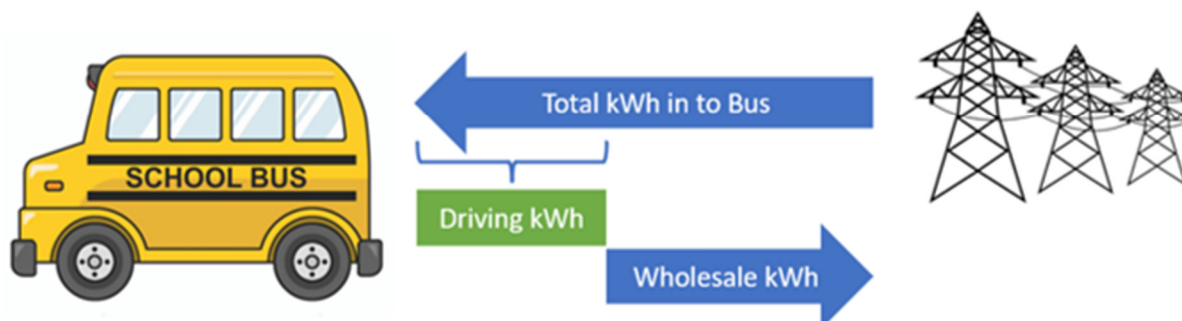 Total kWh in to Bus
SCHOOL BUS
Driving kWh
Wholesale kWh